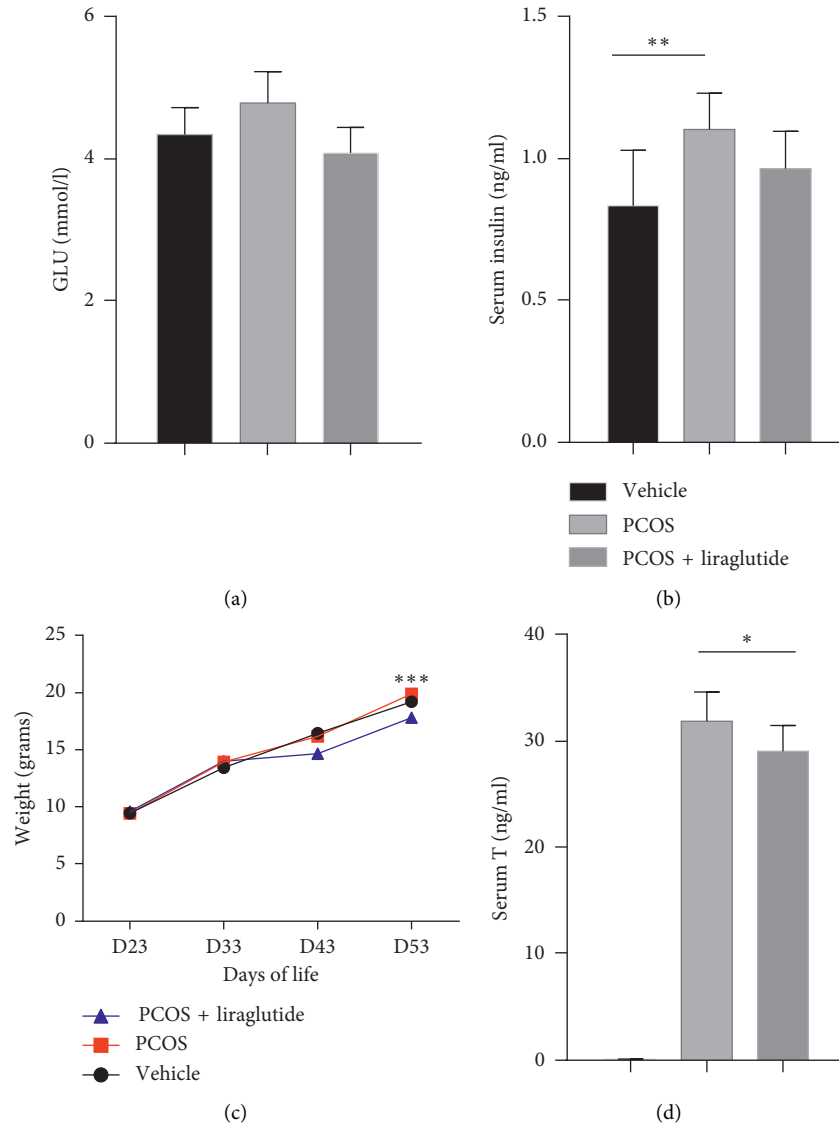 GLU (mmol/l)
6
4
2
0
(a)
Serum insulin (ng/ml)
1.5
1.0
0.5
0.0
**
Vehicle
PCOS
PCOS + liraglutide
(b)
Weight (grams)
25
20
15
10
5
0
***
D23 D33 D43 D53
Days of life
PCOS + liraglutide
PCOS
Vehicle
(c)
Serum T (ng/ml)
40
30
20
10
0
*
(d)